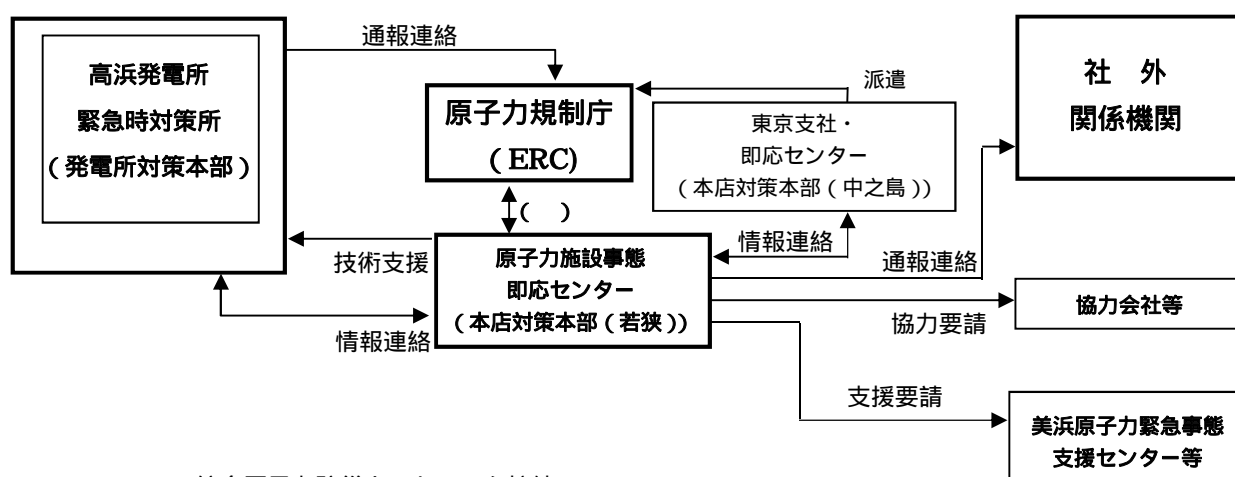 通報連絡
高浜発電所
緊急時対策所
(発電所対策本部)
原子力規制庁
(ERC)
派遣
東京支社・
即応センター
(本店対策本部(中之島))
社 外
関係機関
( )
技術支援
情報連絡
原子力施設事態
即応センター
(本店対策本部(若狭))
情報連絡
通報連絡
協力要請
協力会社等
支援要請
美浜原子力緊急事態
支援センター等